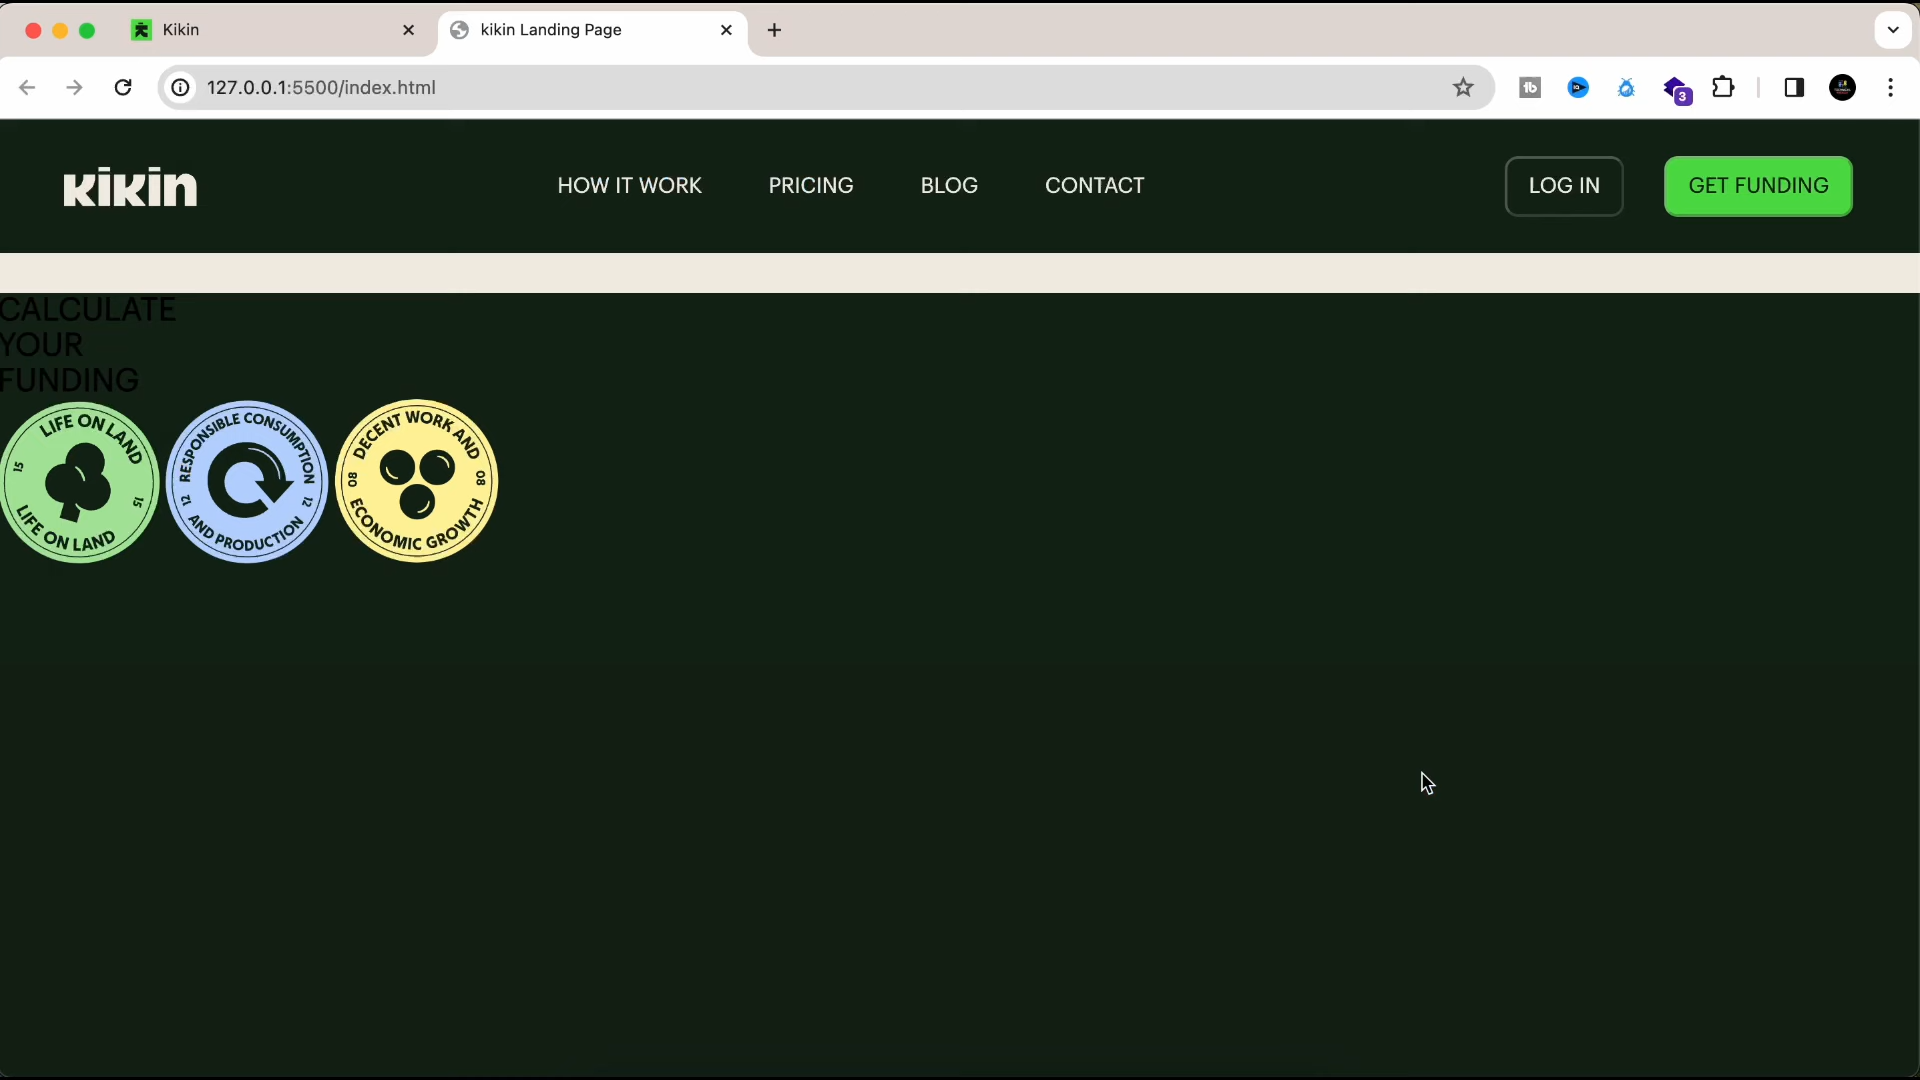 Kikin
kikin Landing Page
127.0.0.1:5500/index.html
tb
3
kikin
HOW IT WORK
PRICING
BLOG
CONTACT
LOG IN
GET FUNDING
CALCULATE
YOUR
FUNDING
LIFE ON LAND
15
15
LIFE ON LAND
RESPONSIBLE CONSUMPTION
12
12
AND PRODUCTION
DECENT WORK AND
08
08
ECONOMIC GROWTH